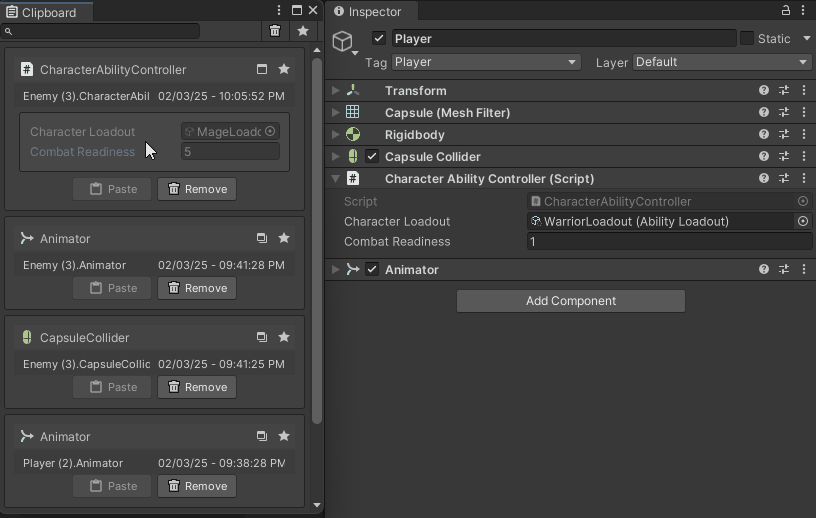 Clipboard
CharacterAbilityController
Enemy (3).CharacterAbil 02/03/25 - 10:05:52 PM
Character Loadout MageLoado
Combat Readiness 5
Paste Remove
Animator
Enemy (3).Animator 02/03/25 - 09:41:28 PM
Paste Remove
CapsuleCollider
Enemy (3).CapsuleCollic 02/03/25 - 09:41:25 PM
Paste Remove
Animator
Player (2).Animator 02/03/25 - 09:38:28 PM
Paste Remove
Inspector
Player Static
Tag Player Layer Default
Transform
Capsule (Mesh Filter)
Rigidbody
Capsule Collider
Character Ability Controller (Script)
Script CharacterAbilityController
Character Loadout WarriorLoadout (Ability Loadout)
Combat Readiness 1
Animator
Add Component